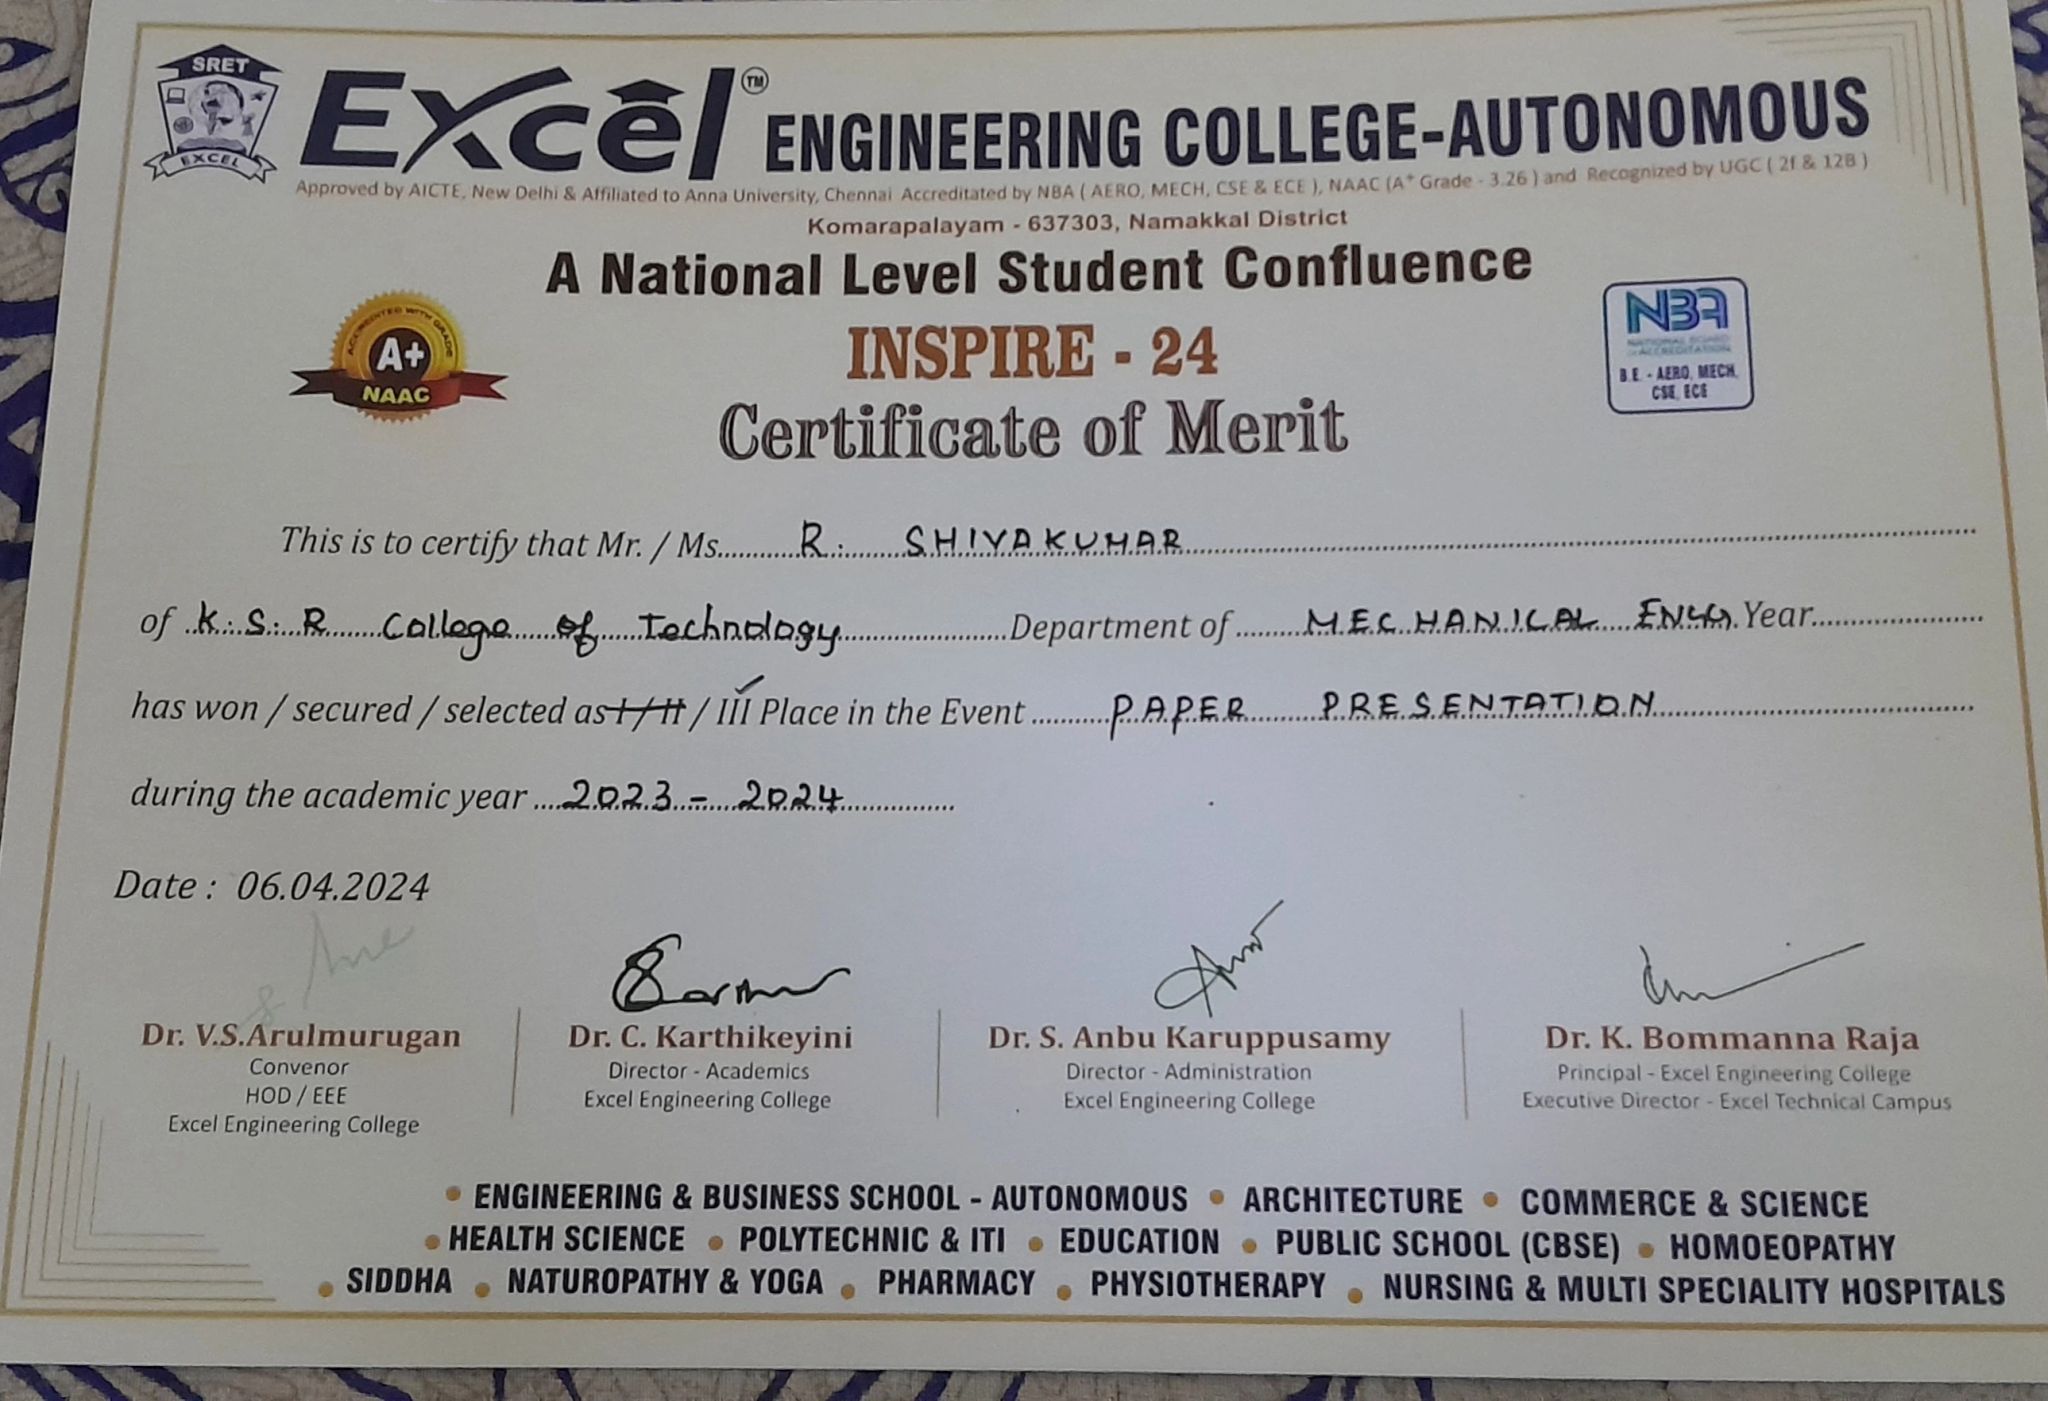 SRET
EXCEL
Excel™ ENGINEERING COLLEGE-AUTONOMOUS
Approved by AICTE, New Delhi & Affiliated to Anna University, Chennai Accreditated by NBA ( AERO, MECH, CSE & ECE ), NAAC (A+ Grade - 3.26 ) and Recognized by UGC ( 2f & 12B )
Komarapalayam - 637303, Namakkal District
A National Level Student Confluence
ACCREDITED WITH GRADE
A+
NAAC
INSPIRE - 24
NBA
NATIONAL BOARD
of ACCREDITATION
B.E. - AERO, MECH,
CSE, ECE
Certificate of Merit
This is to certify that Mr. / Ms. R. SHIVAKUMAR
of K.S.R College of Technology Department of MECHANICAL ENGG Year
has won / secured / selected as I / II / III Place in the Event PAPER PRESENTATION
during the academic year 2023 - 2024
Date : 06.04.2024
Dr. V.S.Arulmurugan
Convenor
HOD / EEE
Excel Engineering College
Dr. C. Karthikeyini
Director - Academics
Excel Engineering College
Dr. S. Anbu Karuppusamy
Director - Administration
Excel Engineering College
Dr. K. Bommanna Raja
Principal - Excel Engineering College
Executive Director - Excel Technical Campus
• ENGINEERING & BUSINESS SCHOOL - AUTONOMOUS • ARCHITECTURE • COMMERCE & SCIENCE
• HEALTH SCIENCE • POLYTECHNIC & ITI • EDUCATION • PUBLIC SCHOOL (CBSE) • HOMOEOPATHY
• SIDDHA • NATUROPATHY & YOGA • PHARMACY • PHYSIOTHERAPY • NURSING & MULTI SPECIALITY HOSPITALS